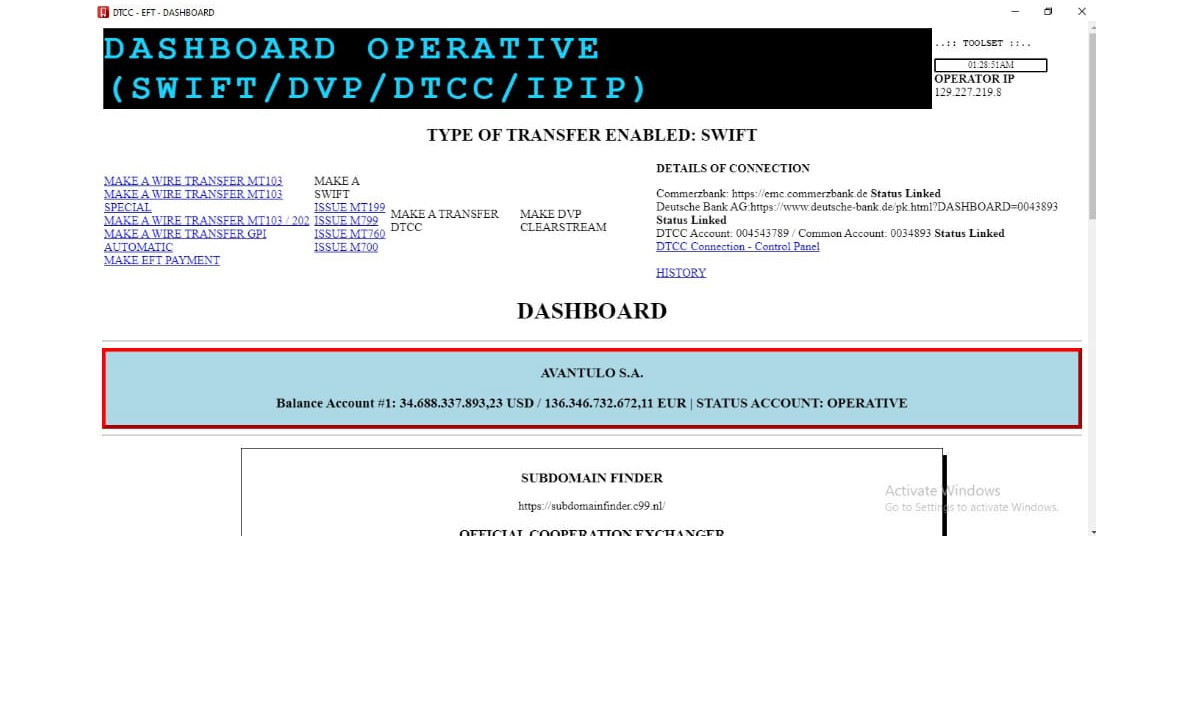 DTCC - EFT - DASHBOARD
DASHBOARD OPERATIVE
(SWIFT/DVP/DTCC/IPIP)
..:: TOOLSET ::..
01:28:51AM
OPERATOR IP
129.227.219.8
TYPE OF TRANSFER ENABLED: SWIFT
MAKE A WIRE TRANSFER MT103
MAKE A WIRE TRANSFER MT103
SPECIAL
MAKE A WIRE TRANSFER MT103 / 202
MAKE A WIRE TRANSFER GPI
AUTOMATIC
MAKE EFT PAYMENT
MAKE A
SWIFT
ISSUE MT199
ISSUE M799
ISSUE MT760
ISSUE M700
MAKE A TRANSFER
DTCC
MAKE DVP
CLEARSTREAM
DETAILS OF CONNECTION
Commerzbank: https://emc.commerzbank.de Status Linked
Deutsche Bank AG:https://www.deutsche-bank.de/pk.html?DASHBOARD=0043893
Status Linked
DTCC Account: 004543789 / Common Account: 0034893 Status Linked
DTCC Connection - Control Panel
HISTORY
DASHBOARD
AVANTULO S.A.
Balance Account #1: 34.688.337.893,23 USD / 136.346.732.672,11 EUR | STATUS ACCOUNT: OPERATIVE
SUBDOMAIN FINDER
https://subdomainfinder.c99.nl/
OFFICIAL COOPERATION EXCHANGER
Activate Windows
Go to Settings to activate Windows.